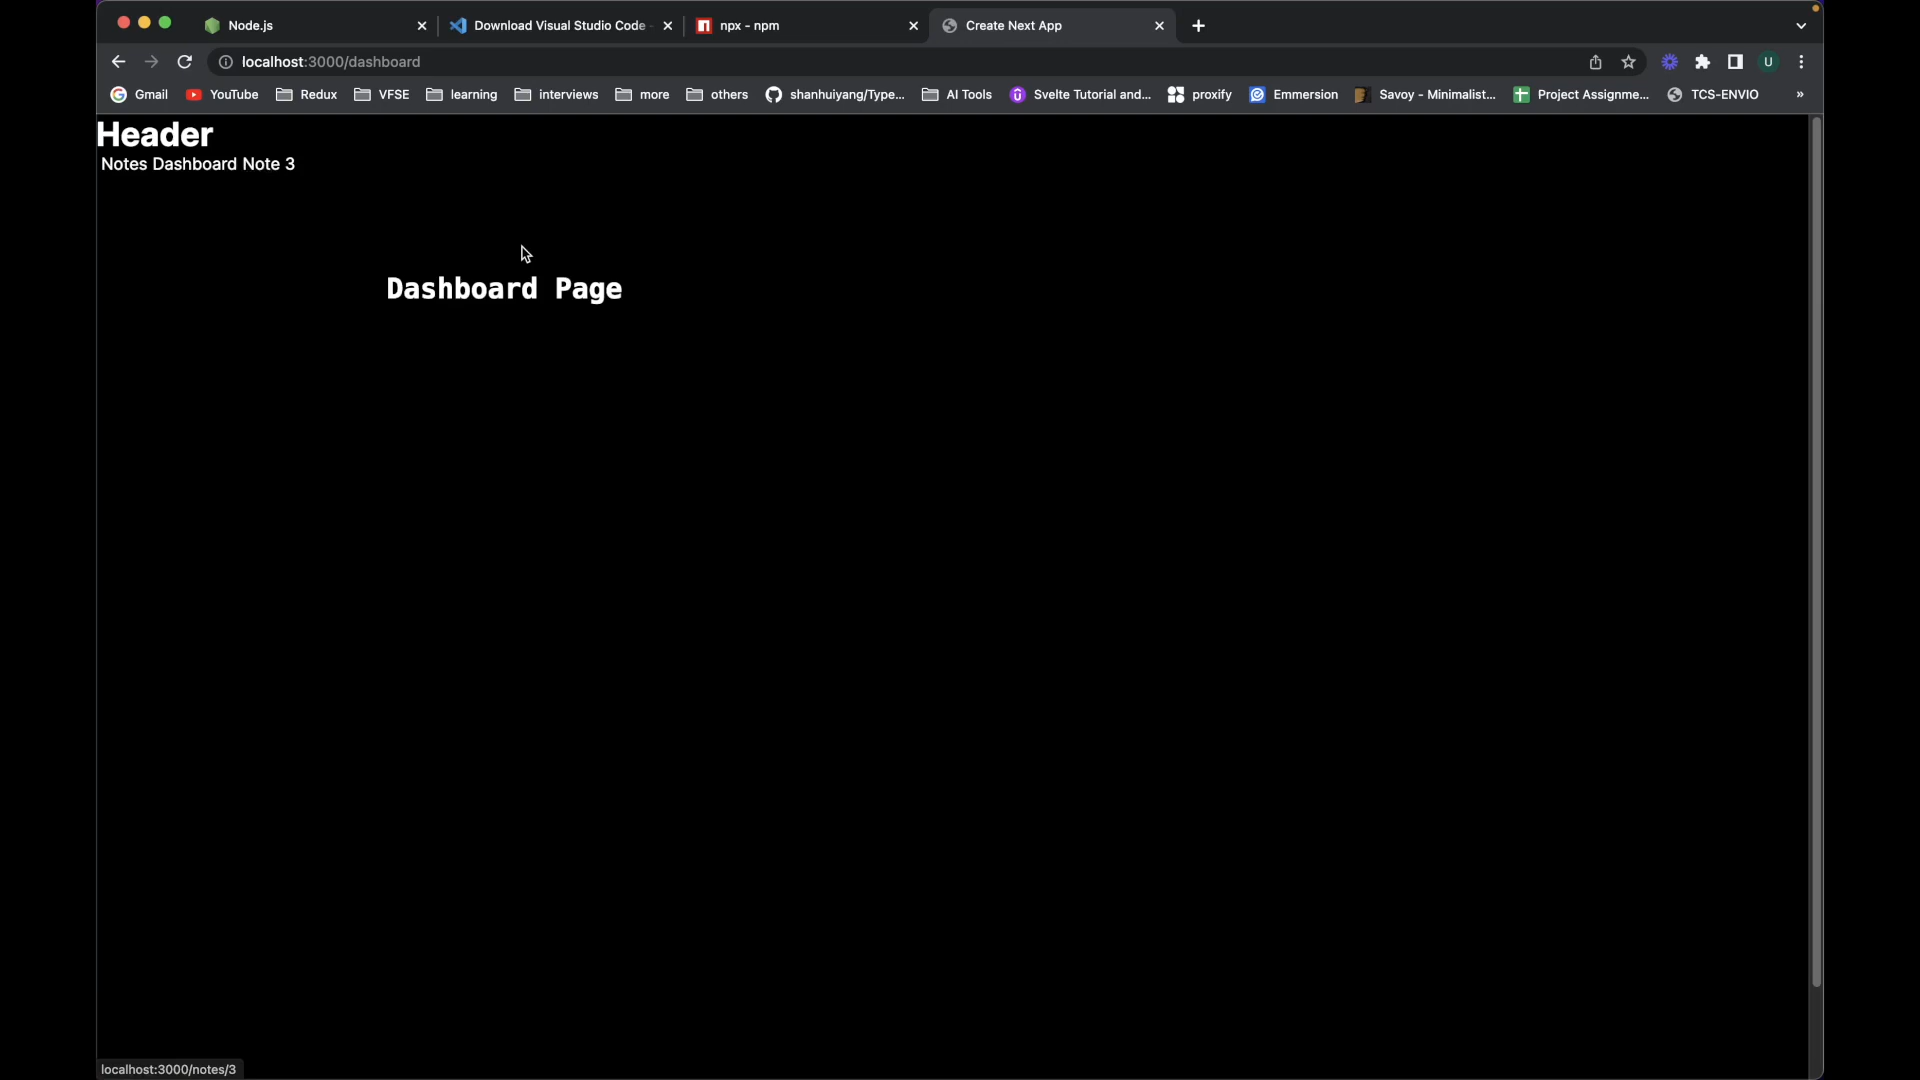 Node.js
Download Visual Studio Code -
npx - npm
Create Next App
localhost:3000/dashboard
U
Gmail
YouTube
Redux
VFSE
learning
interviews
more
others
shanhuiyang/Type...
AI Tools
Svelte Tutorial and...
proxify
Emmersion
Savoy - Minimalist...
Project Assignme...
TCS-ENVIO
»
Header
Notes Dashboard Note 3
Dashboard Page
localhost:3000/notes/3